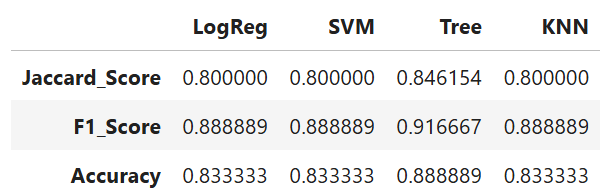 LogReg SVM Tree KNN
Jaccard_Score 0.800000 0.800000 0.846154 0.800000
F1_Score 0.888889 0.888889 0.916667 0.888889
Accuracy 0.833333 0.833333 0.888889 0.833333